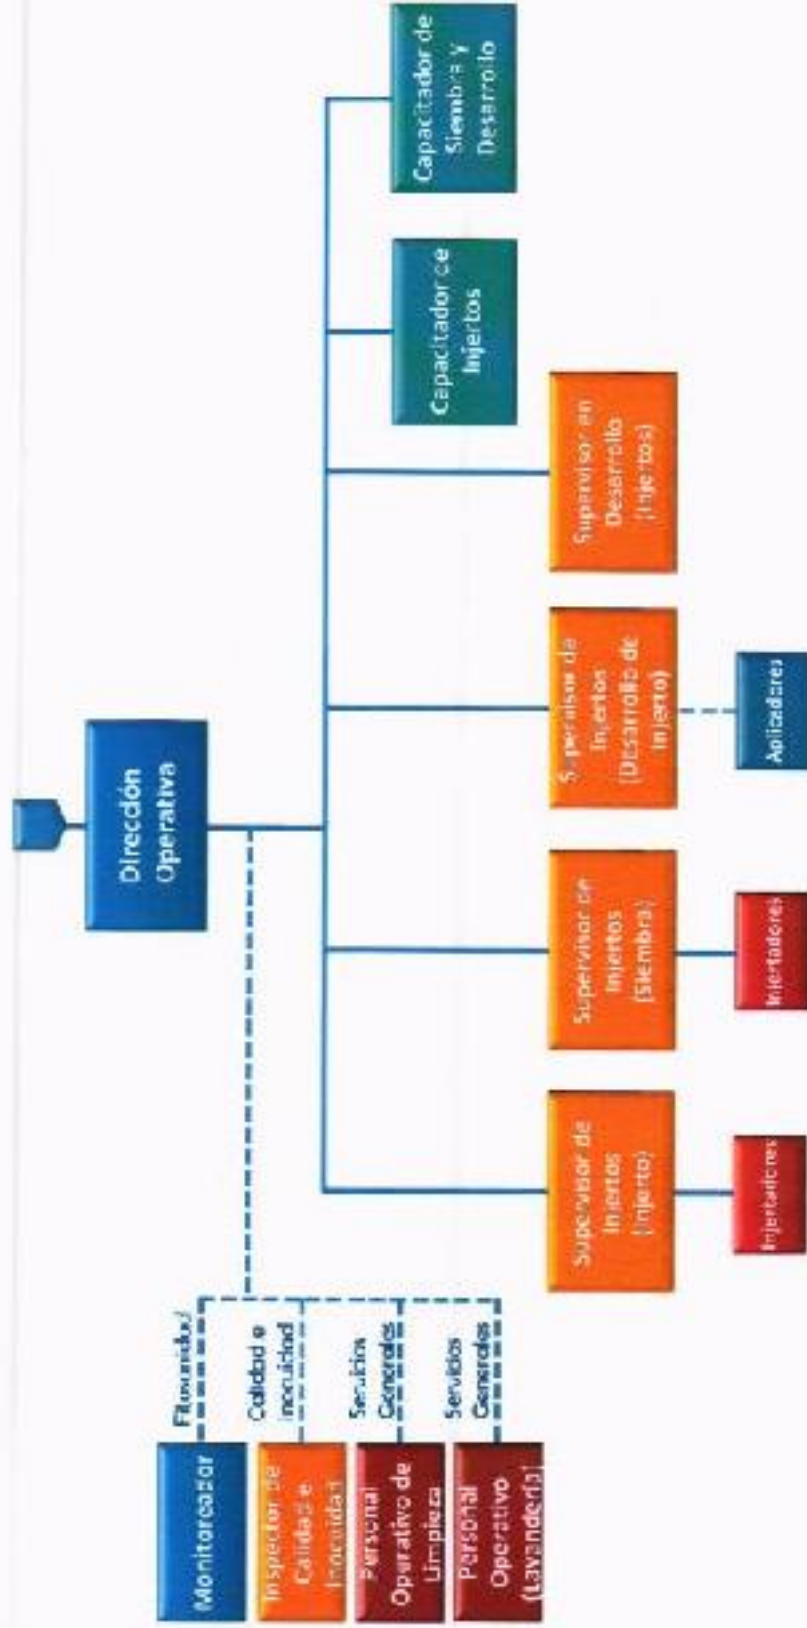 Dirección
Operativa
Monitoreador
Fitosanidad
Inspector de
Calidad e
Inocuidad
Calidad e
Inocuidad
Personal
Operativo de
Limpieza
Servicios
Generales
Personal
Operativo
(Lavandería)
Servicios
Generales
Capacitador de
Injertos
Capacitador de
Siembra y
Desarrollo
Supervisor de
Injertos
(Injerto)
Supervisor de
Injertos
(Siembra)
Supervisor de
Injertos
(Desarrollo de
Injerto)
Supervisor en
Desarrollo
(Injertos)
Injertadores
Injertadores
Aplicadores